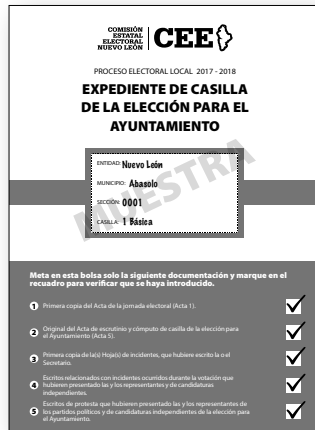 COMISIÓN
ESTATAL
ELECTORAL
NUEVO LEÓN
CEE
PROCESO ELECTORAL LOCAL 2017 - 2018
EXPEDIENTE DE CASILLA
DE LA ELECCIÓN PARA EL
AYUNTAMIENTO
ENTIDAD: Nuevo León
MUNICIPIO: Abasolo
SECCIÓN: 0001
CASILLA: 1 Básica
MUESTRA
Meta en esta bolsa solo la siguiente documentación y marque en el
recuadro para verificar que se haya introducido.
1 Primera copia del Acta de la jornada electoral (Acta 1).
2 Original del Acta de escrutinio y cómputo de casilla de la elección para
el Ayuntamiento (Acta 5).
3 Primera copia de la(s) Hoja(s) de incidentes, que hubiere escrito la o el
Secretario.
Escritos relacionados con incidentes ocurridos durante la votación que
4 hubieren presentado las y los representantes y de candidaturas
independientes.
Escritos de protesta que hubieren presentado las y los representantes de
5 los partidos políticos y de candidaturas independientes de la elección para
el Ayuntamiento.